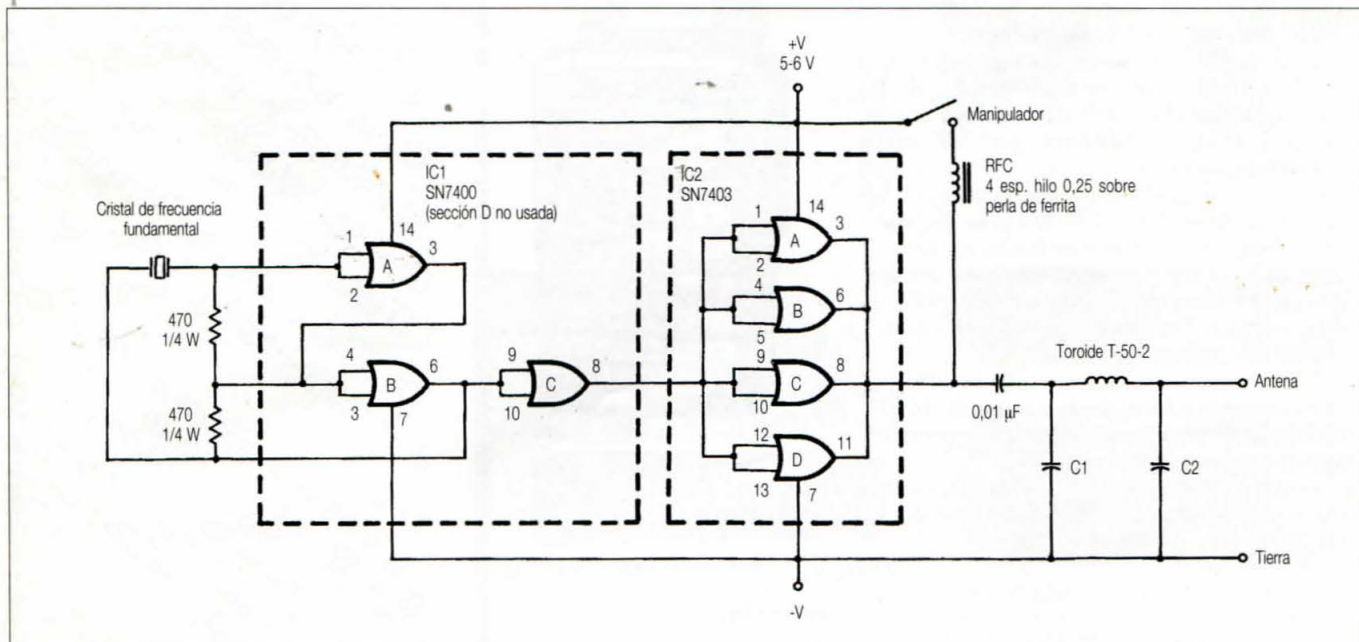 +V
5-6 V
Manipulador
IC1
SN7400
(sección D no usada)
IC2
SN7403
RFC
4 esp. hilo 0,25 sobre
perla de ferrita
Cristal de frecuencia
fundamental
1
2
14
3
A
470
1/4 W
4
3
6
7
B
470
1/4 W
9
10
8
C
1
2
14
3
A
4
5
6
B
9
10
8
C
12
13
11
7
D
0,01 µF
Toroide T-50-2
C1
C2
Antena
Tierra
-V